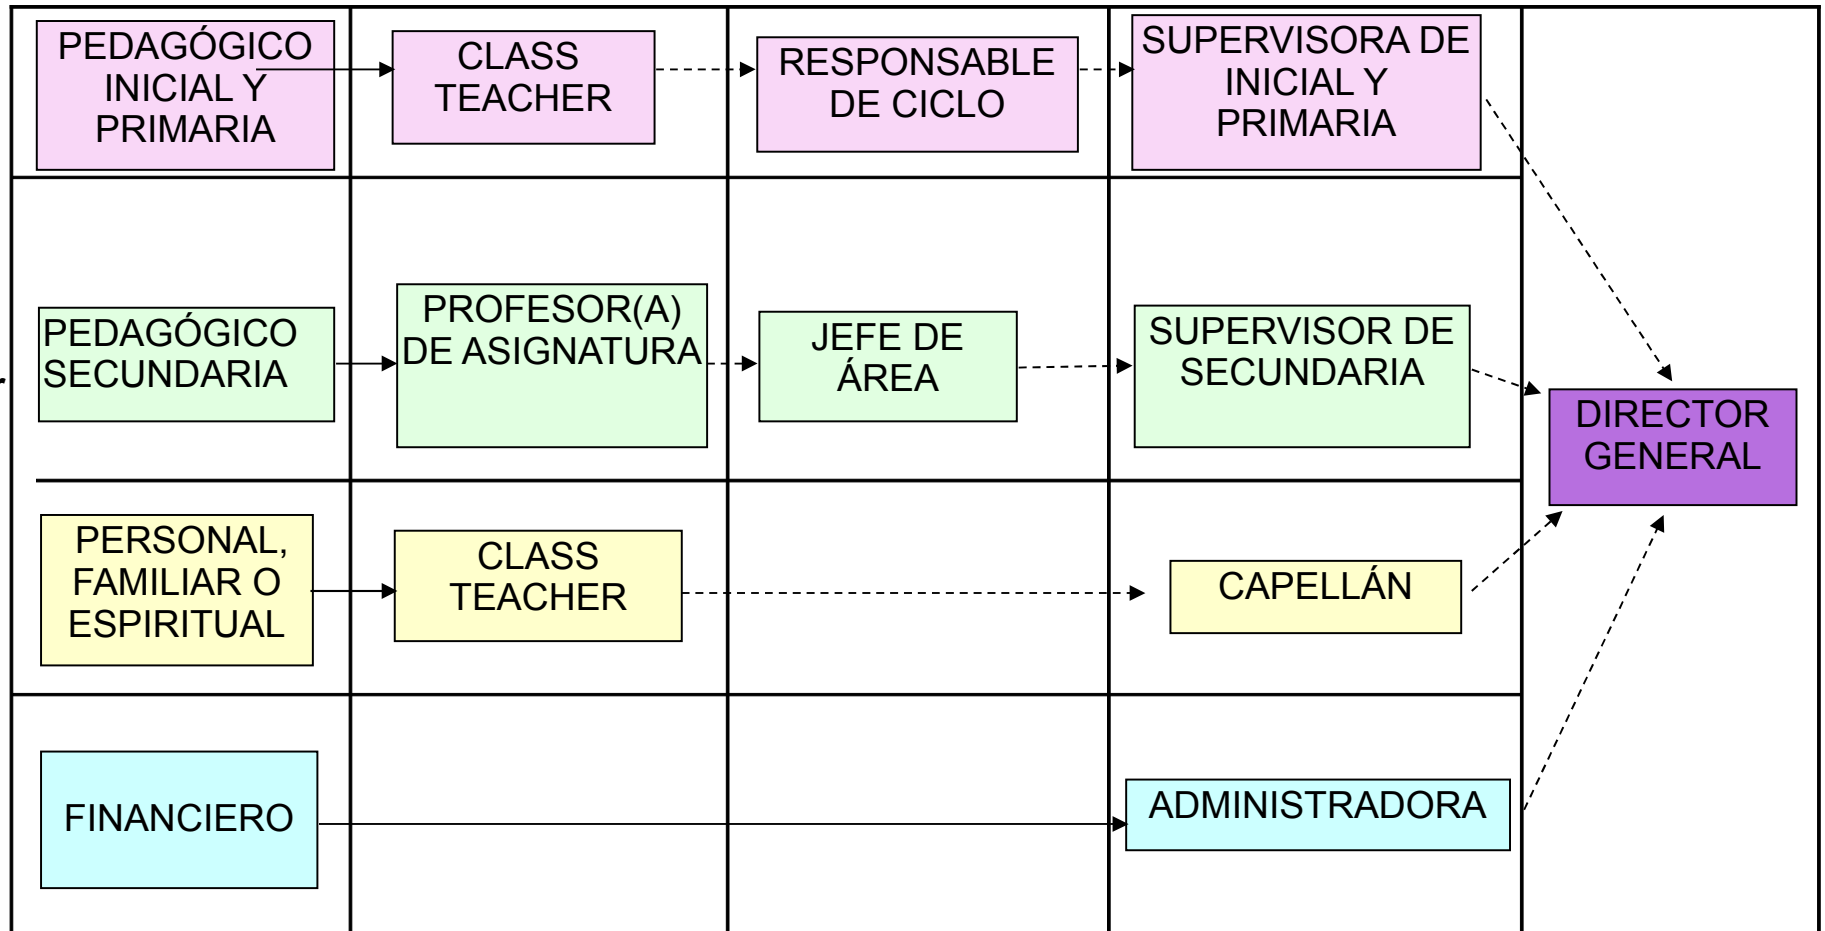 PEDAGÓGICO
INICIAL Y
PRIMARIA
CLASS
TEACHER
RESPONSABLE
DE CICLO
SUPERVISORA DE
INICIAL Y
PRIMARIA
PEDAGÓGICO
SECUNDARIA
PROFESOR(A)
DE ASIGNATURA
JEFE DE
ÁREA
SUPERVISOR DE
SECUNDARIA
DIRECTOR
GENERAL
PERSONAL,
FAMILIAR O
ESPIRITUAL
CLASS
TEACHER
CAPELLÁN
FINANCIERO
ADMINISTRADORA